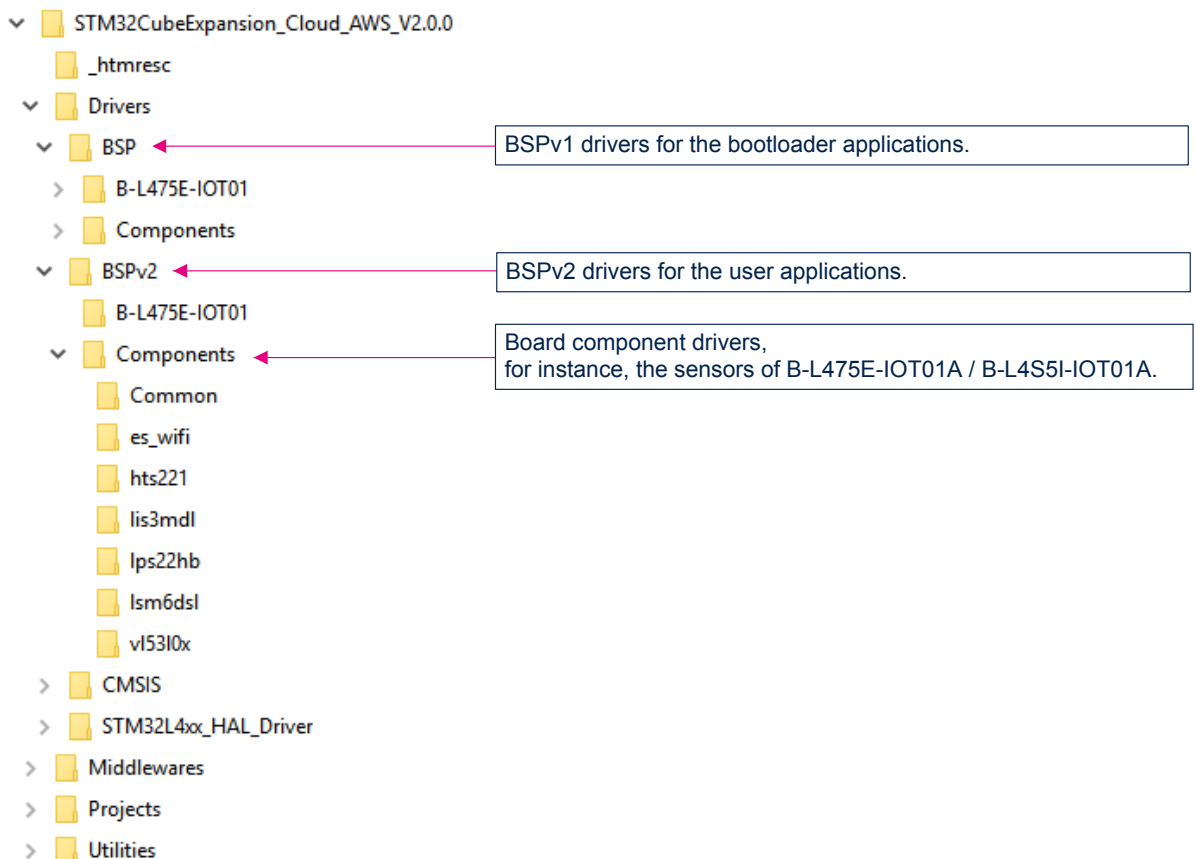 STM32CubeExpansion_Cloud_AWS_V2.0.0
_htmresc
Drivers
BSP
BSPv1 drivers for the bootloader applications.
B-L475E-IOT01
Components
BSPv2
BSPv2 drivers for the user applications.
B-L475E-IOT01
Components
Board component drivers,
for instance, the sensors of B-L475E-IOT01A / B-L4S5I-IOT01A.
Common
es_wifi
hts221
lis3mdl
lps22hb
lsm6dsl
vl53l0x
CMSIS
STM32L4xx_HAL_Driver
Middlewares
Projects
Utilities